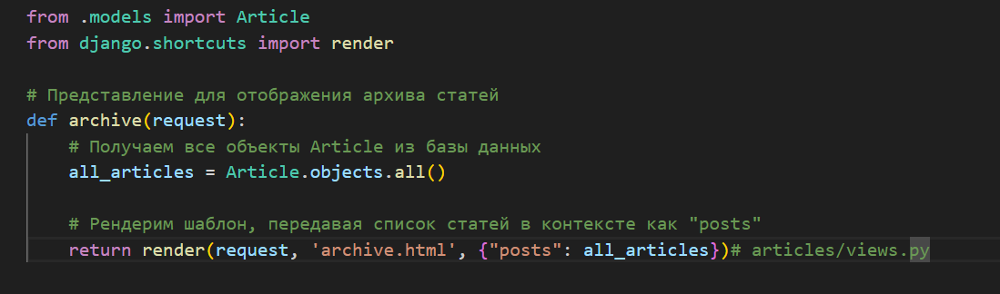 from .models import Article
from django.shortcuts import render
# Представление для отображения архива статей
def archive(request):
# Получаем все объекты Article из базы данных
all_articles = Article.objects.all()
# Рендерим шаблон, передавая список статей в контексте как "posts"
return render(request, 'archive.html', {"posts": all_articles})# articles/views.py